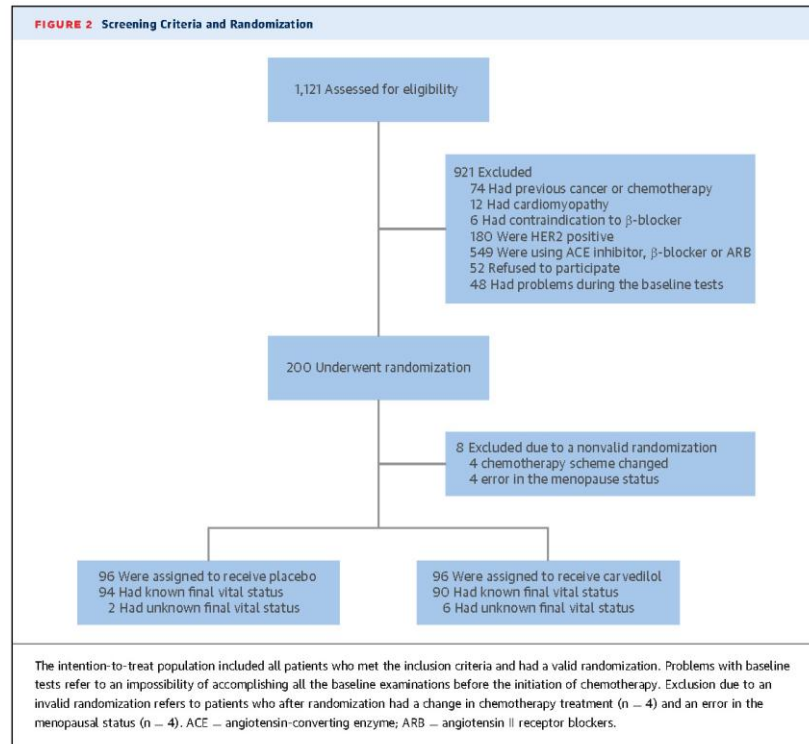 FIGURE 2 Screening Criteria and Randomization
1,121 Assessed for eligibility
921 Excluded
74 Had previous cancer or chemotherapy
12 Had cardiomyopathy
6 Had contraindication to β-blocker
180 Were HER2 positive
549 Were using ACE inhibitor, β-blocker or ARB
52 Refused to participate
48 Had problems during the baseline tests
200 Underwent randomization
8 Excluded due to a nonvalid randomization
4 chemotherapy scheme changed
4 error in the menopause status
96 Were assigned to receive placebo
94 Had known final vital status
2 Had unknown final vital status
96 Were assigned to receive carvedilol
90 Had known final vital status
6 Had unknown final vital status
The intention-to-treat population included all patients who met the inclusion criteria and had a valid randomization. Problems with baseline
tests refer to an impossibility of accomplishing all the baseline examinations before the initiation of chemotherapy. Exclusion due to an
invalid randomization refers to patients who after randomization had a change in chemotherapy treatment (n = 4) and an error in the
menopausal status (n = 4). ACE = angiotensin-converting enzyme; ARB = angiotensin II receptor blockers.